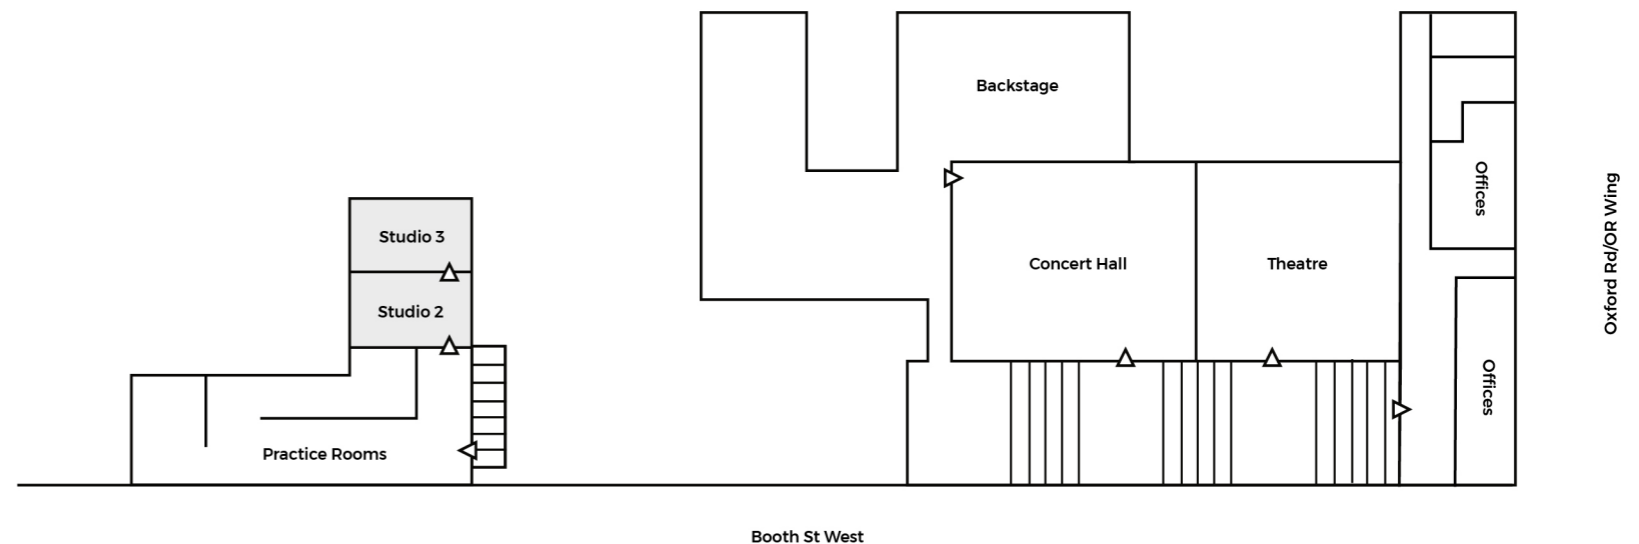 Backstage
Studio 3
Studio 2
Concert Hall
Theatre
Offices
Offices
Oxford Rd/OR Wing
Practice Rooms
Booth St West